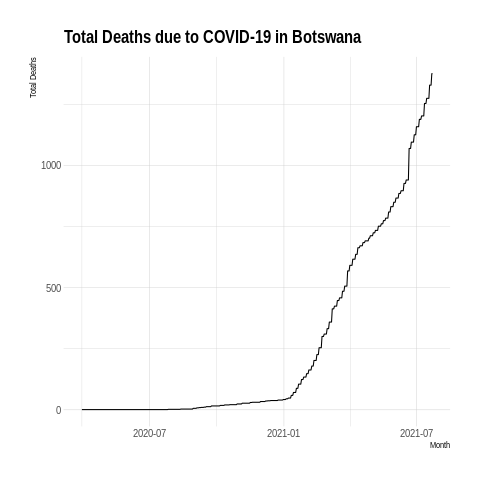 Total Deaths due to COVID-19 in Botswana
Total Deaths
1000
500
0
2020-07
2021-01
2021-07
Month